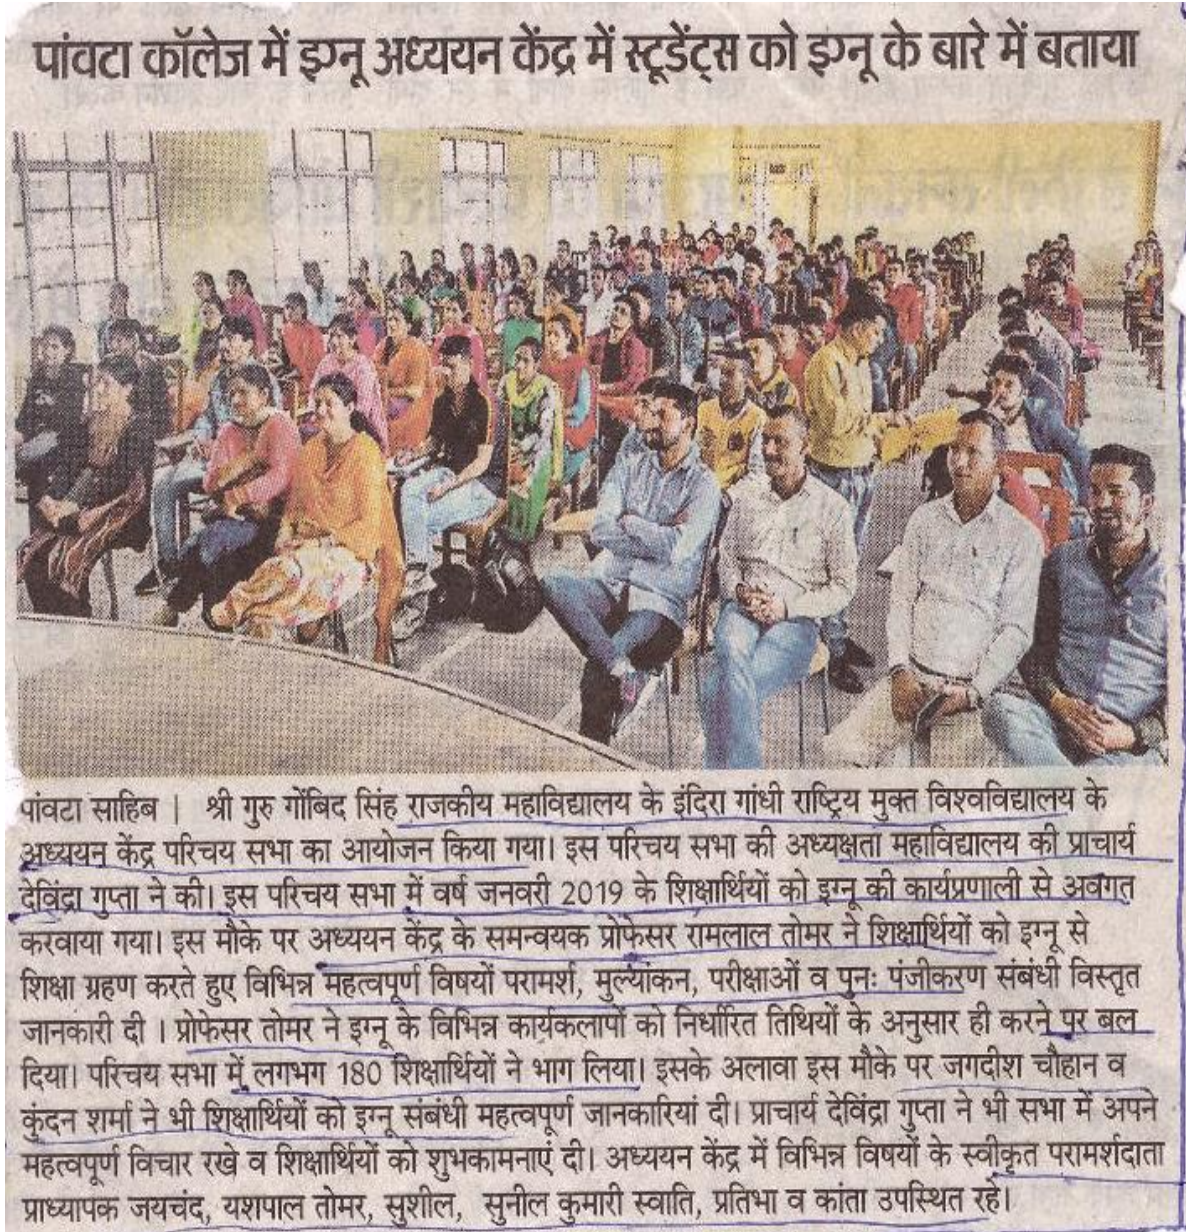 पांवटा कॉलेज में इग्नू अध्ययन केंद्र में स्टूडेंट्स को इग्नू के बारे में बताया
पांवटा साहिब | श्री गुरु गोंबिद सिंह राजकीय महाविद्यालय के इंदिरा गांधी राष्ट्रिय मुक्त विश्वविद्यालय के
अध्ययन केंद्र परिचय सभा का आयोजन किया गया। इस परिचय सभा की अध्यक्षता महाविद्यालय की प्राचार्य
देविंद्रा गुप्ता ने की। इस परिचय सभा में वर्ष जनवरी 2019 के शिक्षार्थियों को इग्नू की कार्यप्रणाली से अवगत
करवाया गया। इस मौके पर अध्ययन केंद्र के समन्वयक प्रोफेसर रामलाल तोमर ने शिक्षार्थियों को इग्नू से
शिक्षा ग्रहण करते हुए विभिन्न महत्वपूर्ण विषयों परामर्श, मुल्यांकन, परीक्षाओं व पुनः पंजीकरण संबंधी विस्तृत
जानकारी दी । प्रोफेसर तोमर ने इग्नू के विभिन्न कार्यकलापों को निर्धारित तिथियों के अनुसार ही करने पर बल
दिया। परिचय सभा में लगभग 180 शिक्षार्थियों ने भाग लिया। इसके अलावा इस मौके पर जगदीश चौहान व
कुंदन शर्मा ने भी शिक्षार्थियों को इग्नू संबंधी महत्वपूर्ण जानकारियां दी। प्राचार्य देविंद्रा गुप्ता ने भी सभा में अपने
महत्वपूर्ण विचार रखे व शिक्षार्थियों को शुभकामनाएं दी। अध्ययन केंद्र में विभिन्न विषयों के स्वीकृत परामर्शदाता
प्राध्यापक जयचंद, यशपाल तोमर, सुशील, सुनील कुमारी स्वाति, प्रतिभा व कांता उपस्थित रहे।